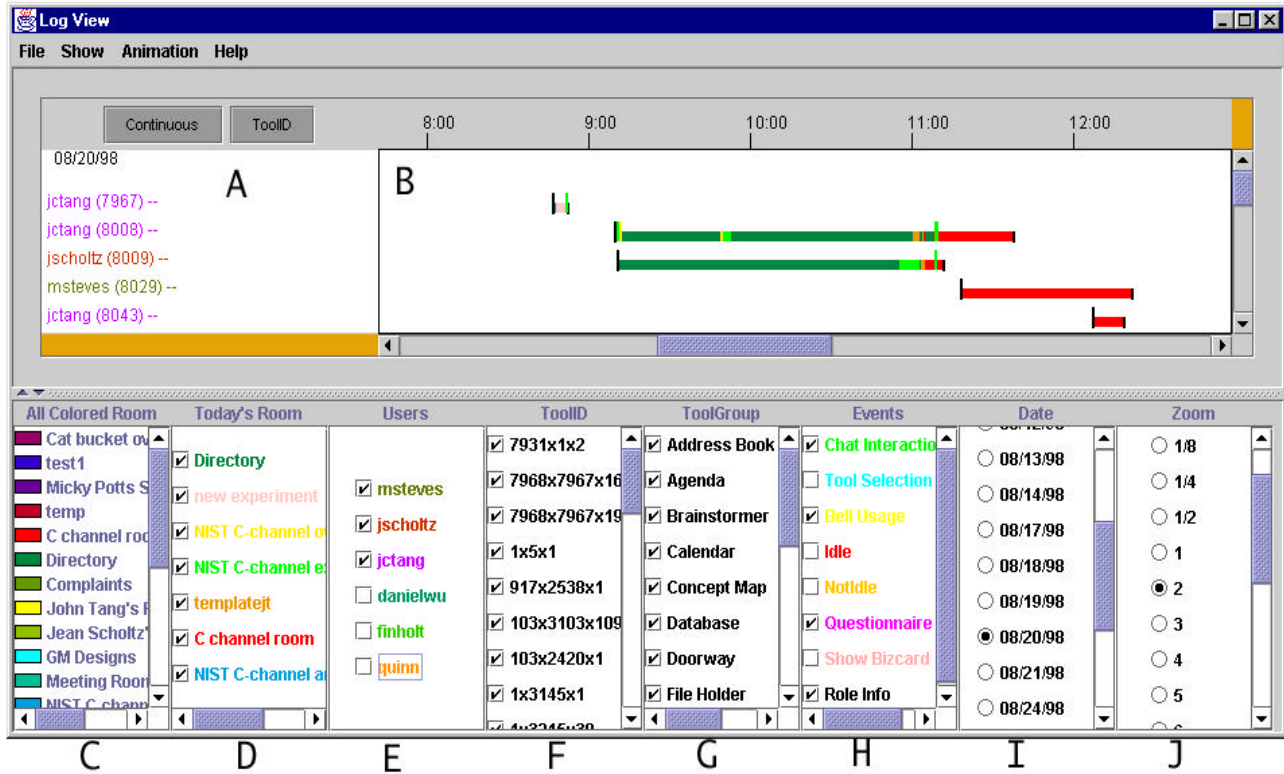 Log View
File Show Animation Help
Continuous ToolID 8:00 9:00 10:00 11:00 12:00
08/20/98
A B
jctang (7967) --
jctang (8008) --
jscholtz (8009) --
msteves (8029) --
jctang (8043) --
All Colored Room
Cat bucket ov
test1
Micky Potts S
temp
C channel roo
Directory
Complaints
John Tang's
Jean Scholtz'
GM Designs
Meeting Roon
NIST C chann
Today's Room
Directory
new experiment
NIST C-channel o
NIST C-channel e
templatejt
C channel room
NIST C-channel a
Users
msteves
jscholtz
jctang
danielwu
finholt
quinn
ToolID
7931x1x2
7968x7967x16
7968x7967x19
1x5x1
917x2538x1
103x3103x109
103x2420x1
1x3145x1
ToolGroup
Address Book
Agenda
Brainstormer
Calendar
Concept Map
Database
Doorway
File Holder
Events
Chat Interactio
Tool Selection
Bell Usage
Idle
NotIdle
Questionnaire
Show Bizcard
Role Info
Date
08/13/98
08/14/98
08/17/98
08/18/98
08/19/98
08/20/98
08/21/98
08/24/98
Zoom
1/8
1/4
1/2
1
2
3
4
5
C D E F G H I J